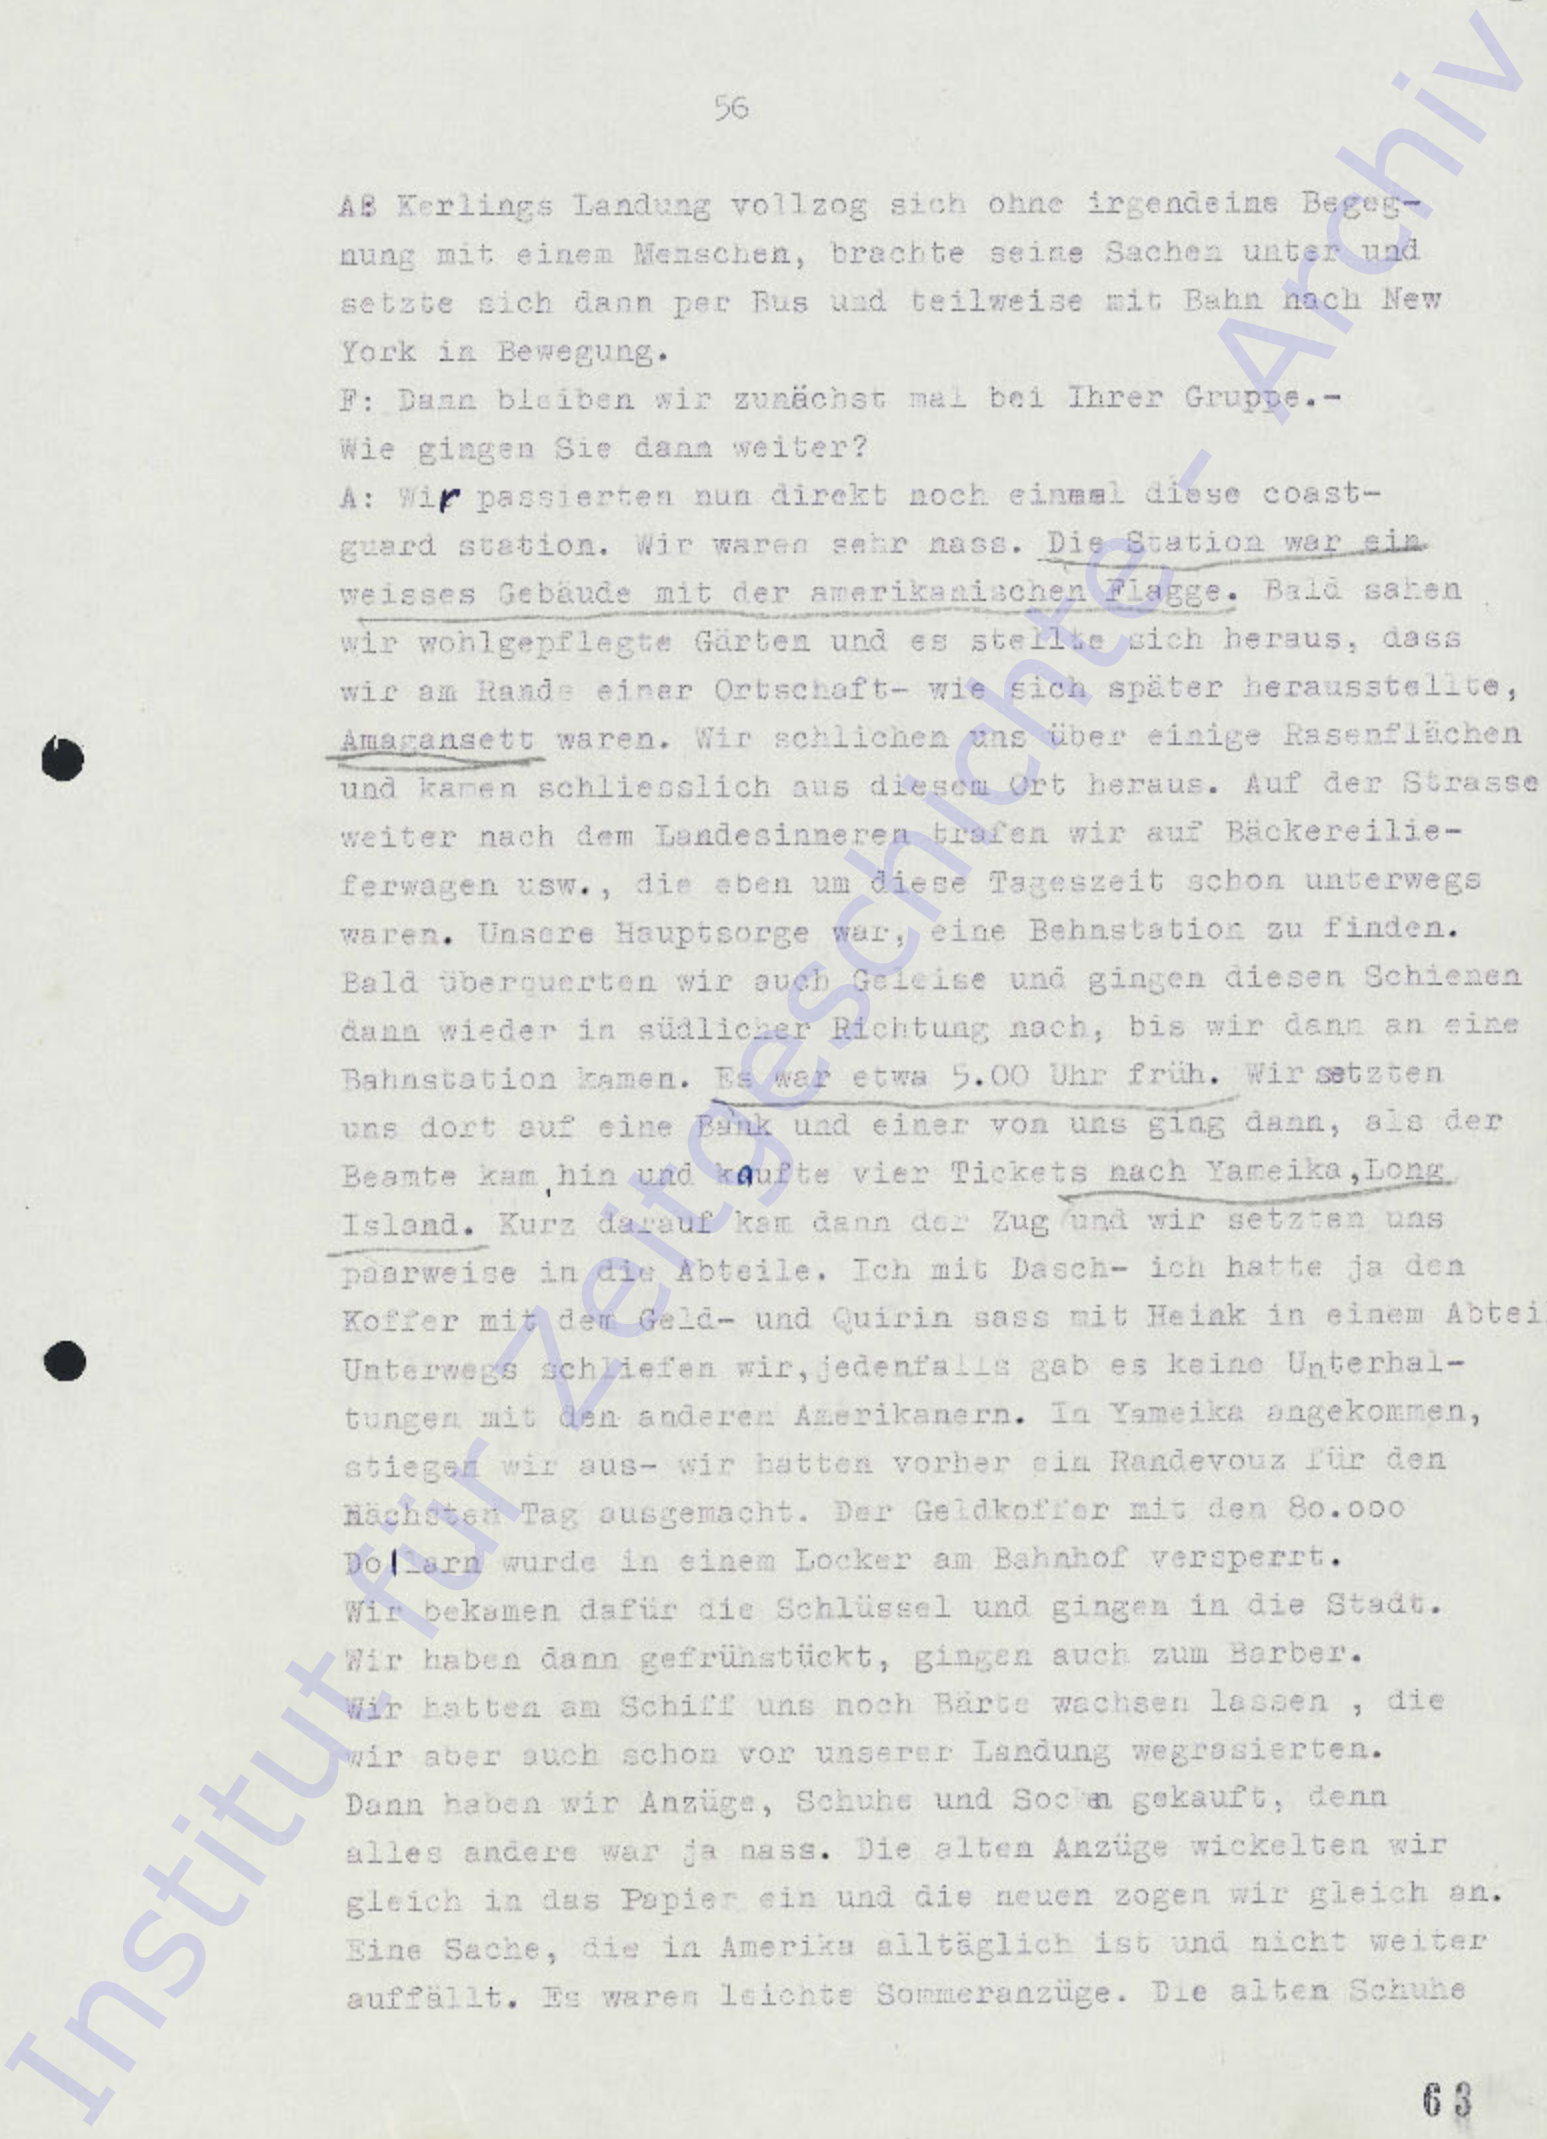 56
A8 Kerlings Landung vollzog sich ohne irgendeine Begeg-
nung mit einem Menschen, brachte seine Sachen unter und
setzte sich dann per Bus und teilweise mit Bahn nach New
York in Bewegung.
F: Dann bleiben wir zunächst mal bei Ihrer Gruppe.-
Wie gingen Sie dann weiter?
A: Wir passierten nun direkt noch einmal diese coast-
guard station. Wir waren sehr nass. Die Station war ein
weisses Gebäude mit der amerikanischen Flagge. Bald sahen
wir wohlgepflegte Gärten und es stellte sich heraus, dass
wir am Rande einer Ortschaft- wie sich später herausstellte,
Amagansett waren. Wir schlichen uns über einige Rasenflächen
und kamen schliesslich aus diesem Ort heraus. Auf der Strasse
weiter nach dem Landesinneren trafen wir auf Bäckereilie-
ferwagen usw., die eben um diese Tageszeit schon unterwegs
waren. Unsere Hauptsorge war, eine Behnstation zu finden.
Bald überquerten wir auch Geleise und gingen diesen Schienen
dann wieder in südlicher Richtung nach, bis wir dann an eine
Bahnstation kamen. Es war etwa 5.00 Uhr früh. Wir setzten
uns dort auf eine Bank und einer von uns ging dann, als der
Beamte kam, hin und kaufte vier Tickets nach Yameika,Long
Island. Kurz darauf kam dann der Zug und wir setzten uns
paarweise in die Abteile. Ich mit Dasch- ich hatte ja den
Koffer mit dem Geld- und Quirin sass mit Heink in einem Abteil
Unterwegs schliefen wir,jedenfalls gab es keine Unterhal-
tungen mit den anderen Amerikanern. In Yameika angekommen,
stiegen wir aus- wir hatten vorher ein Randevouz für den
Nächsten Tag ausgemacht. Der Geldkoffer mit den 80.000
Dollarn wurde in einem Locker am Bahnhof versperrt.
Wir bekamen dafür die Schlüssel und gingen in die Stadt.
Wir haben dann gefrühstückt, gingen auch zum Barber.
Wir hatten am Schiff uns noch Bärte wachsen lassen , die
wir aber auch schon vor unserer Landung wegrasierten.
Dann haben wir Anzüge, Schuhe und Socken gekauft, denn
alles andere war ja nass. Die alten Anzüge wickelten wir
gleich in das Papier ein und die neuen zogen wir gleich an.
Eine Sache, die in Amerika alltäglich ist und nicht weiter
auffällt. Es waren leichte Sommeranzüge. Die alten Schuhe
63
Institut für Zeitgeschichte - Archiv